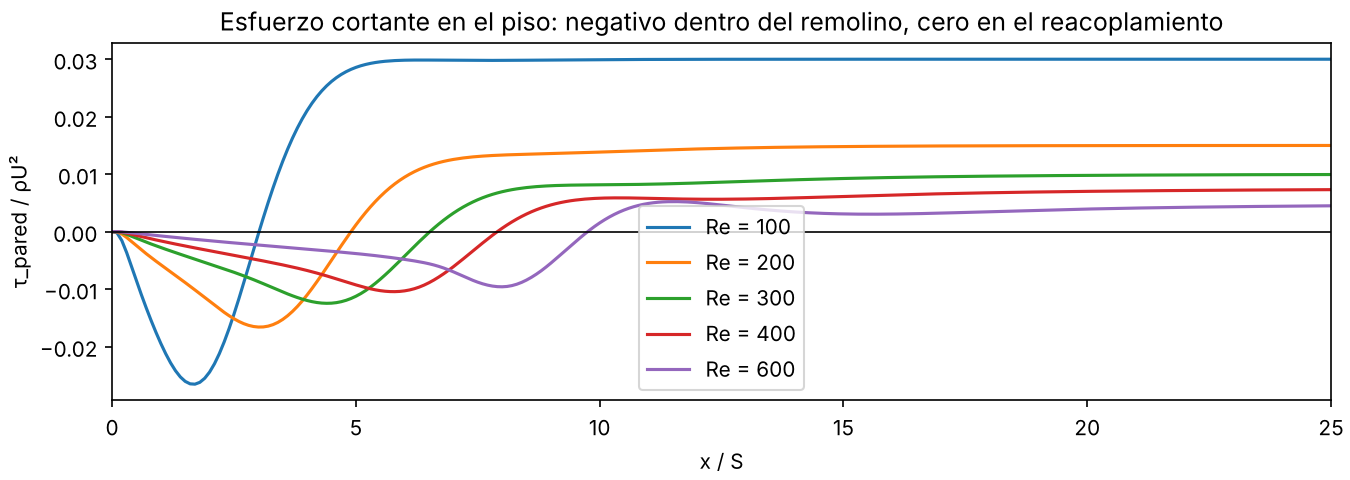 Esfuerzo cortante en el piso: negativo dentro del remolino, cero en el reacoplamiento
τ_pared / ρU²
0.03
0.02
0.01
0.00
−0.01
−0.02
Re = 100
Re = 200
Re = 300
Re = 400
Re = 600
0 5 10 15 20 25
x / S